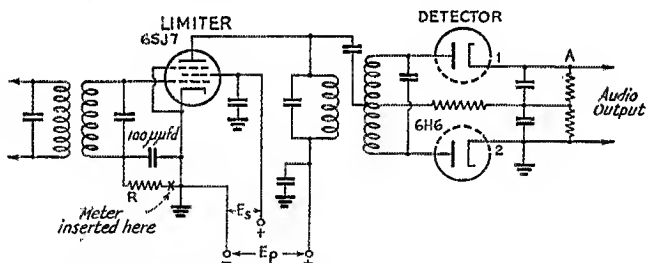 LIMITER
6SJ7
DETECTOR
1
A
Audio
Output
6H6
2
100μμfd
R
X
Meter
inserted here
Es
+
Ep
-
+